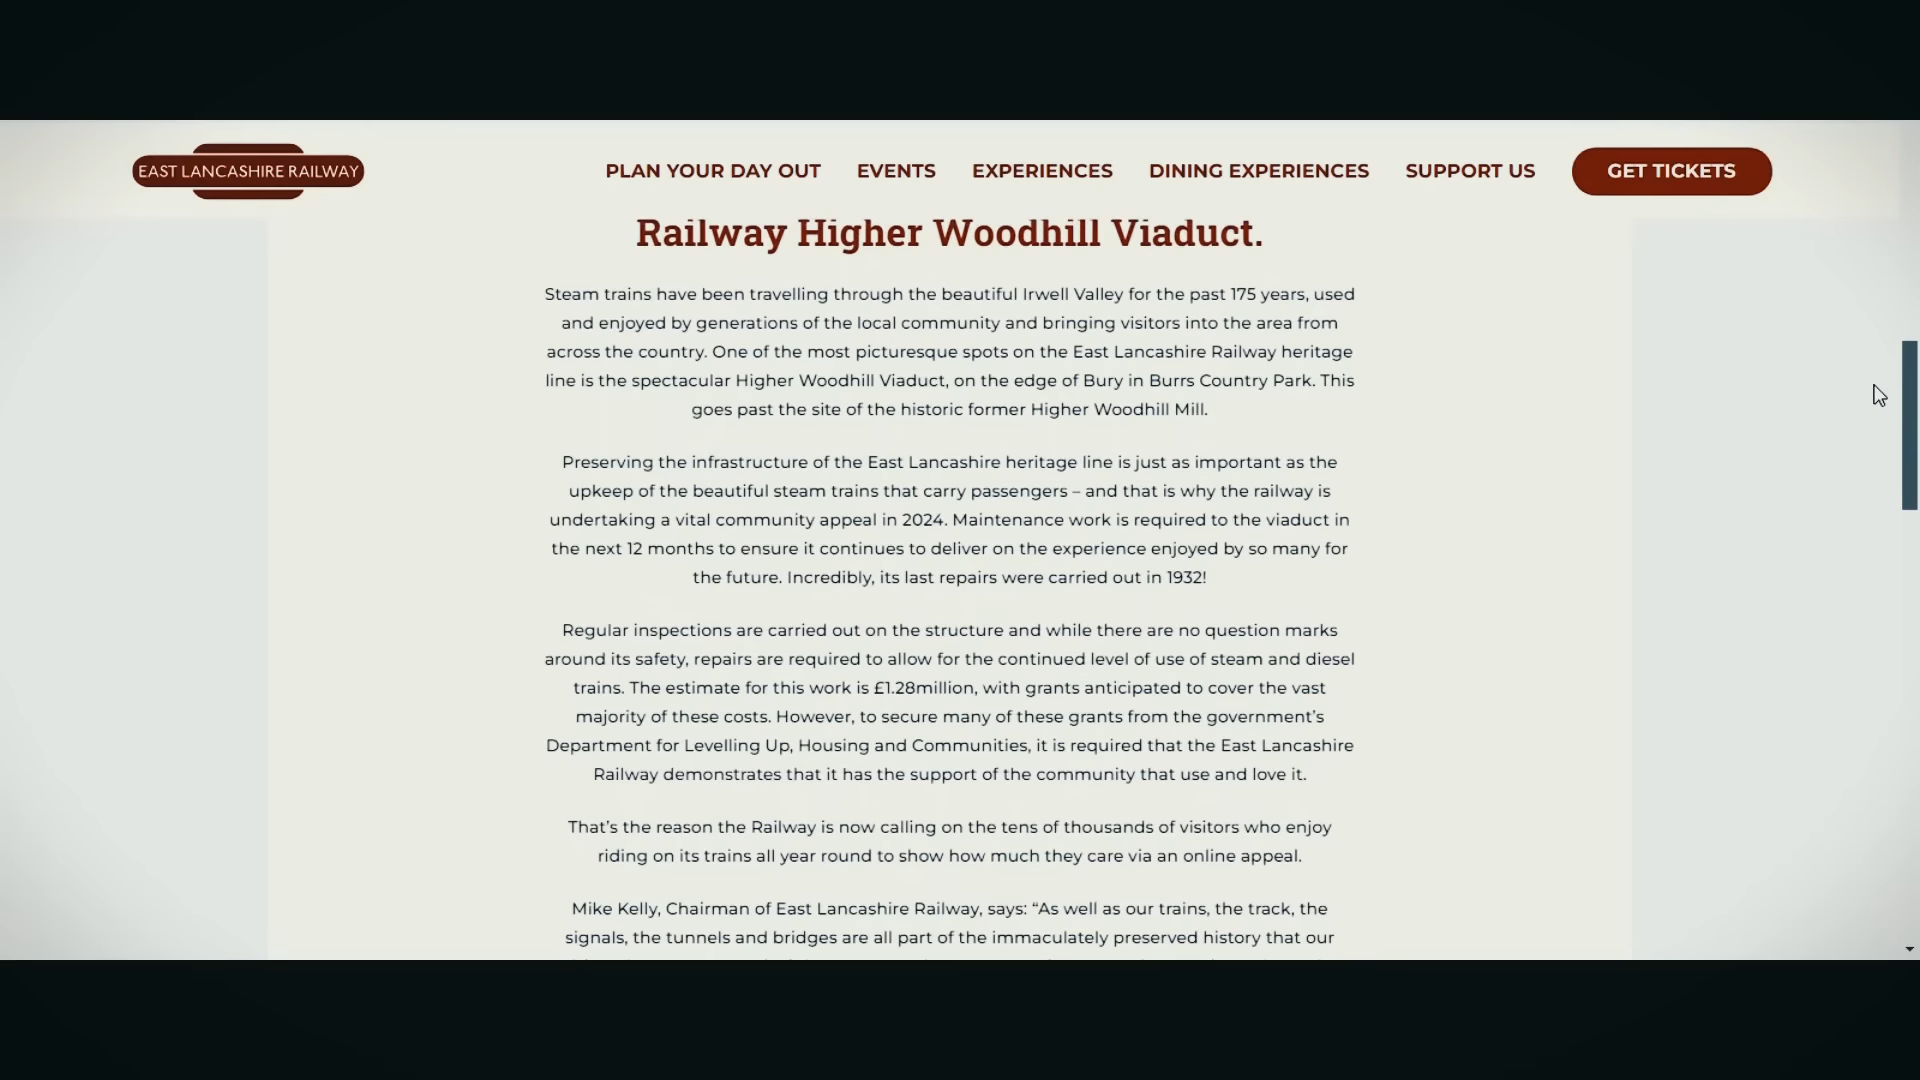 EAST LANCASHIRE RAILWAY
PLAN YOUR DAY OUT
EVENTS
EXPERIENCES
DINING EXPERIENCES
SUPPORT US
GET TICKETS
Railway Higher Woodhill Viaduct.
Steam trains have been travelling through the beautiful Irwell Valley for the past 175 years, used
and enjoyed by generations of the local community and bringing visitors into the area from
across the country. One of the most picturesque spots on the East Lancashire Railway heritage
line is the spectacular Higher Woodhill Viaduct, on the edge of Bury in Burrs Country Park. This
goes past the site of the historic former Higher Woodhill Mill.
Preserving the infrastructure of the East Lancashire heritage line is just as important as the
upkeep of the beautiful steam trains that carry passengers – and that is why the railway is
undertaking a vital community appeal in 2024. Maintenance work is required to the viaduct in
the next 12 months to ensure it continues to deliver on the experience enjoyed by so many for
the future. Incredibly, its last repairs were carried out in 1932!
Regular inspections are carried out on the structure and while there are no question marks
around its safety, repairs are required to allow for the continued level of use of steam and diesel
trains. The estimate for this work is £1.28million, with grants anticipated to cover the vast
majority of these costs. However, to secure many of these grants from the government’s
Department for Levelling Up, Housing and Communities, it is required that the East Lancashire
Railway demonstrates that it has the support of the community that use and love it.
That’s the reason the Railway is now calling on the tens of thousands of visitors who enjoy
riding on its trains all year round to show how much they care via an online appeal.
Mike Kelly, Chairman of East Lancashire Railway, says: “As well as our trains, the track, the
signals, the tunnels and bridges are all part of the immaculately preserved history that our